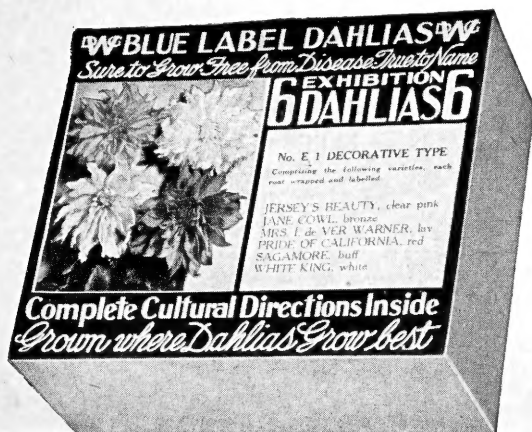 DWG BLUE LABEL DAHLIAS DWG
Sure to Grow Free from Disease True to Name
6 EXHIBITION DAHLIAS 6
No. E 1 DECORATIVE TYPE
Comprising the following varieties, each
root wrapped and labelled.
JERSEY'S BEAUTY, clear pink
JANE COWL, bronze
MRS. I. de VER WARNER, lav
PRIDE OF CALIFORNIA, red
SAGAMORE, buff
WHITE KING, white
Complete Cultural Directions Inside
Grown where Dahlias Grow best